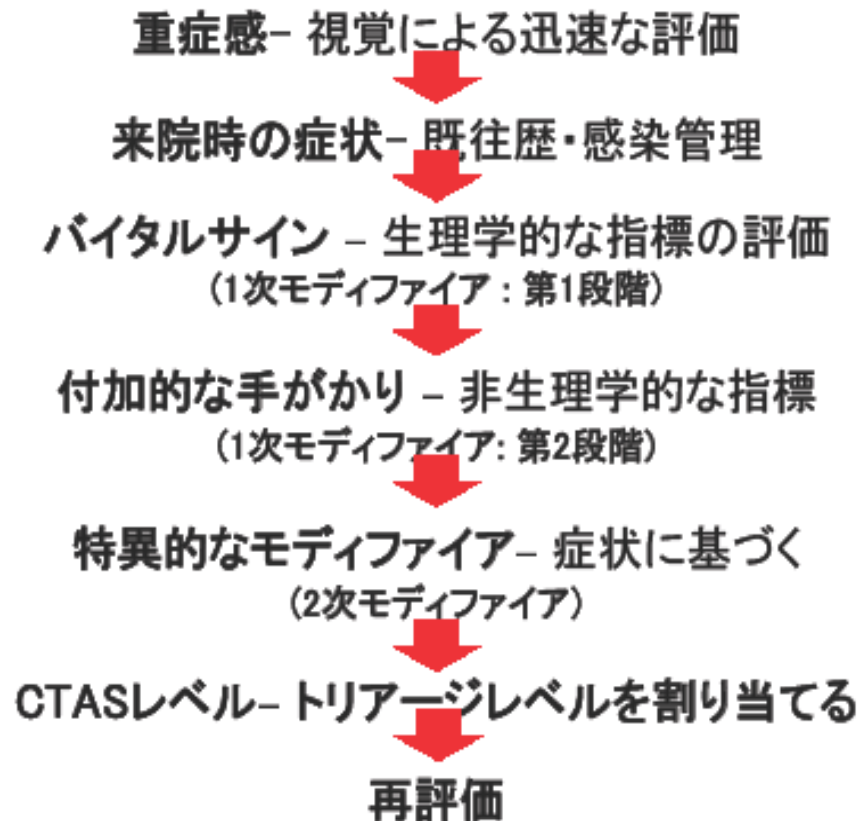 重症感– 視覚による迅速な評価
来院時の症状– 既往歴・感染管理
バイタルサイン – 生理学的な指標の評価
(1次モディファイア : 第1段階)
付加的な手がかり – 非生理学的な指標
(1次モディファイア: 第2段階)
特異的なモディファイア– 症状に基づく
(2次モディファイア)
CTASレベル– トリアージレベルを割り当てる
再評価